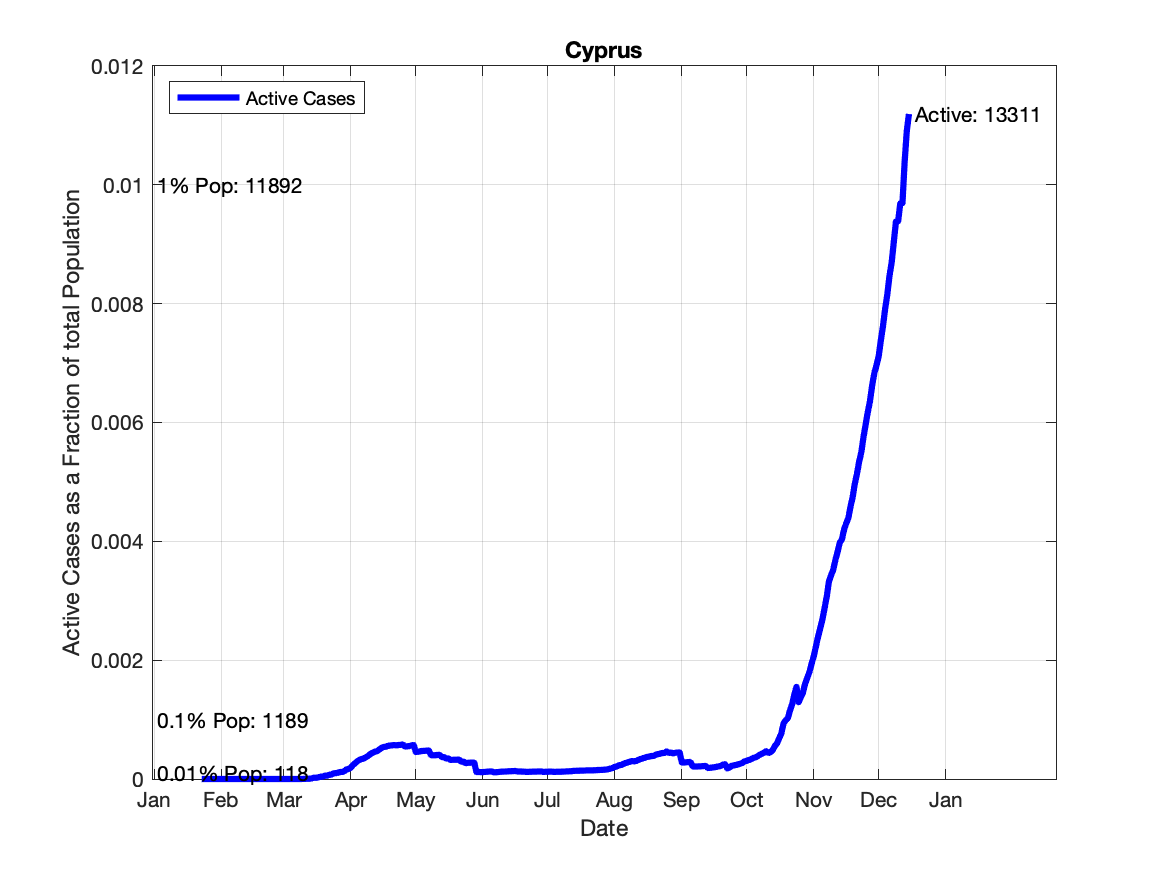 Cyprus
0.012
Active Cases
Active: 13311
0.01
1% Pop: 11892
0.008
0.006
0.004
0.002
0.1% Pop: 1189
0
0.01% Pop: 118
Active Cases as a Fraction of total Population
Jan Feb Mar Apr May Jun Jul Aug Sep Oct Nov Dec Jan
Date